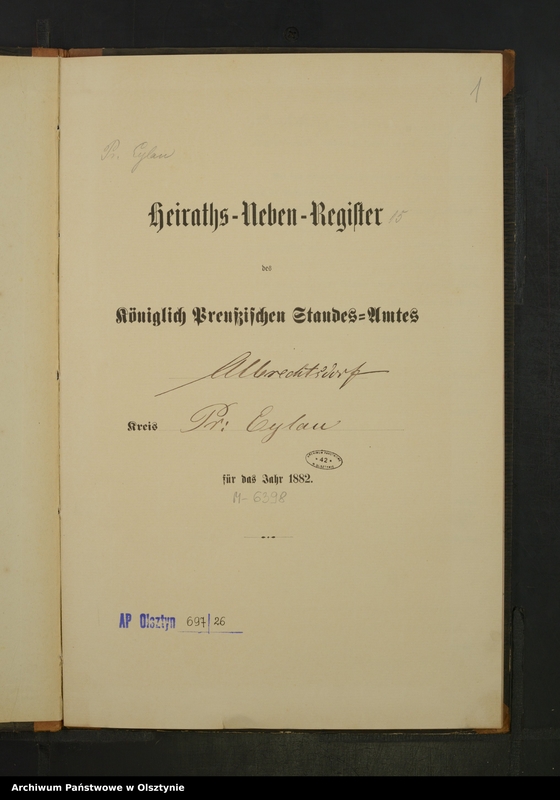 1
Pr. Eylau
Heiraths-Neben-Register 15
des
Königlich Preußischen Standes-Amtes
Albrechtsdorf
Kreis Pr: Eylau
42
für das Jahr 1882.
M-6398
AP Olsztyn 697/26
Archiwum Państwowe w Olsztynie